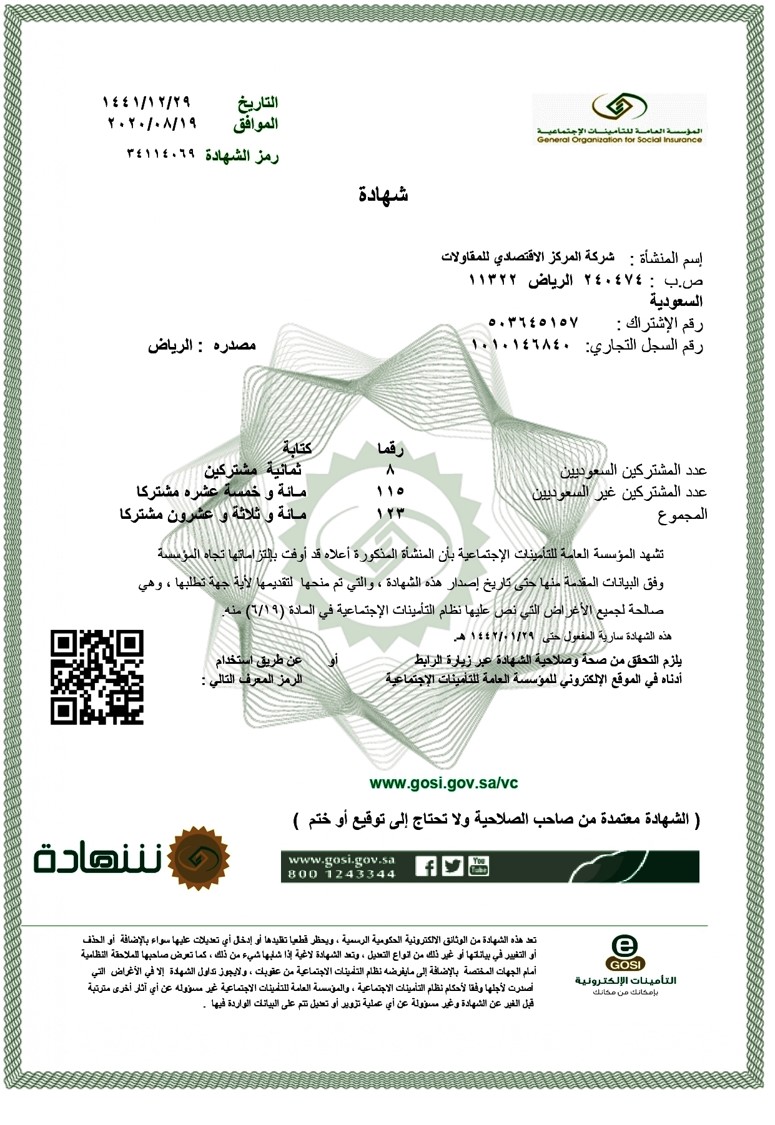 المؤسسة العامة للتأمينات الإجتماعية
General Organization for Social Insurance
التاريخ ١٤٤١/١٢/٢٩
الموافق ٢٠٢٠/٠٨/١٩
رمز الشهادة ٣٤١١٤٠٦٩
شهادة
إسم المنشأة : شركة المركز الاقتصادي للمقاولات
ص.ب : ٢٤٠٤٧٤ الرياض ١١٣٢٢
السعودية
رقم الإشتراك : ٥٠٣٦٤٥١٥٧
رقم السجل التجاري: ١٠١٠١٤٦٨٤٠ مصدره : الرياض
رقما كتابة
عدد المشتركين السعوديين ٨ ثمانية مشتركين
عدد المشتركين غير السعوديين ١١٥ مائة و خمسة عشره مشتركا
المجموع ١٢٣ مائة و ثلاثة و عشرون مشتركا
تشهد المؤسسة العامة للتأمينات الإجتماعية بأن المنشأة المذكورة أعلاه قد أوفت بإلتزاماتها تجاه المؤسسة
وفق البيانات المقدمة منها حتى تاريخ إصدار هذه الشهادة ، والتي تم منحها لتقديمها لأية جهة تطلبها ، وهي
صالحة لجميع الأغراض التي نص عليها نظام التأمينات الإجتماعية في المادة (٦/١٩) منه.
هذه الشهادة سارية المفعول حتى ١٤٤٢/٠١/٢٩ هـ.
يلزم التحقق من صحة وصلاحية الشهادة عبر زيارة الرابط أو عن طريق استخدام
أدناه في الموقع الإلكتروني للمؤسسة العامة للتأمينات الإجتماعية الرمز المعرف التالي :
www.gosi.gov.sa/vc
( الشهادة معتمدة من صاحب الصلاحية ولا تحتاج إلى توقيع أو ختم )
شهادة
www.gosi.gov.sa
800 1243344
You Tube
e
GOSI
التأمينات الإلكترونية
بإمكانك من مكانك
تعد هذه الشهادة من الوثائق الالكترونية الحكومية الرسمية ، ويحظر قطعيا تقليدها أو إدخال أي تعديلات عليها سواء بالإضافة أو الحذف
أو التغيير في بياناتها أو غير ذلك من انواع التعديل ، وتعد الشهادة لاغية إذا شابها شيء من ذلك ، كما تعرض صاحبها للملاحقة النظامية
أمام الجهات المختصة بالإضافة إلى مايفرضه نظام التأمينات الاجتماعية من عقوبات ، ولايجوز تداول الشهادة إلا في الأغراض التي
أصدرت لأجلها وفقا لأحكام نظام التأمينات الاجتماعية ، والمؤسسة العامة للتأمينات الاجتماعية غير مسؤوله عن أي آثار أخرى مترتبة
قبل الغير عن الشهادة وغير مسؤولة عن أي عملية تزوير أو تعديل تتم على البيانات الواردة فيها .